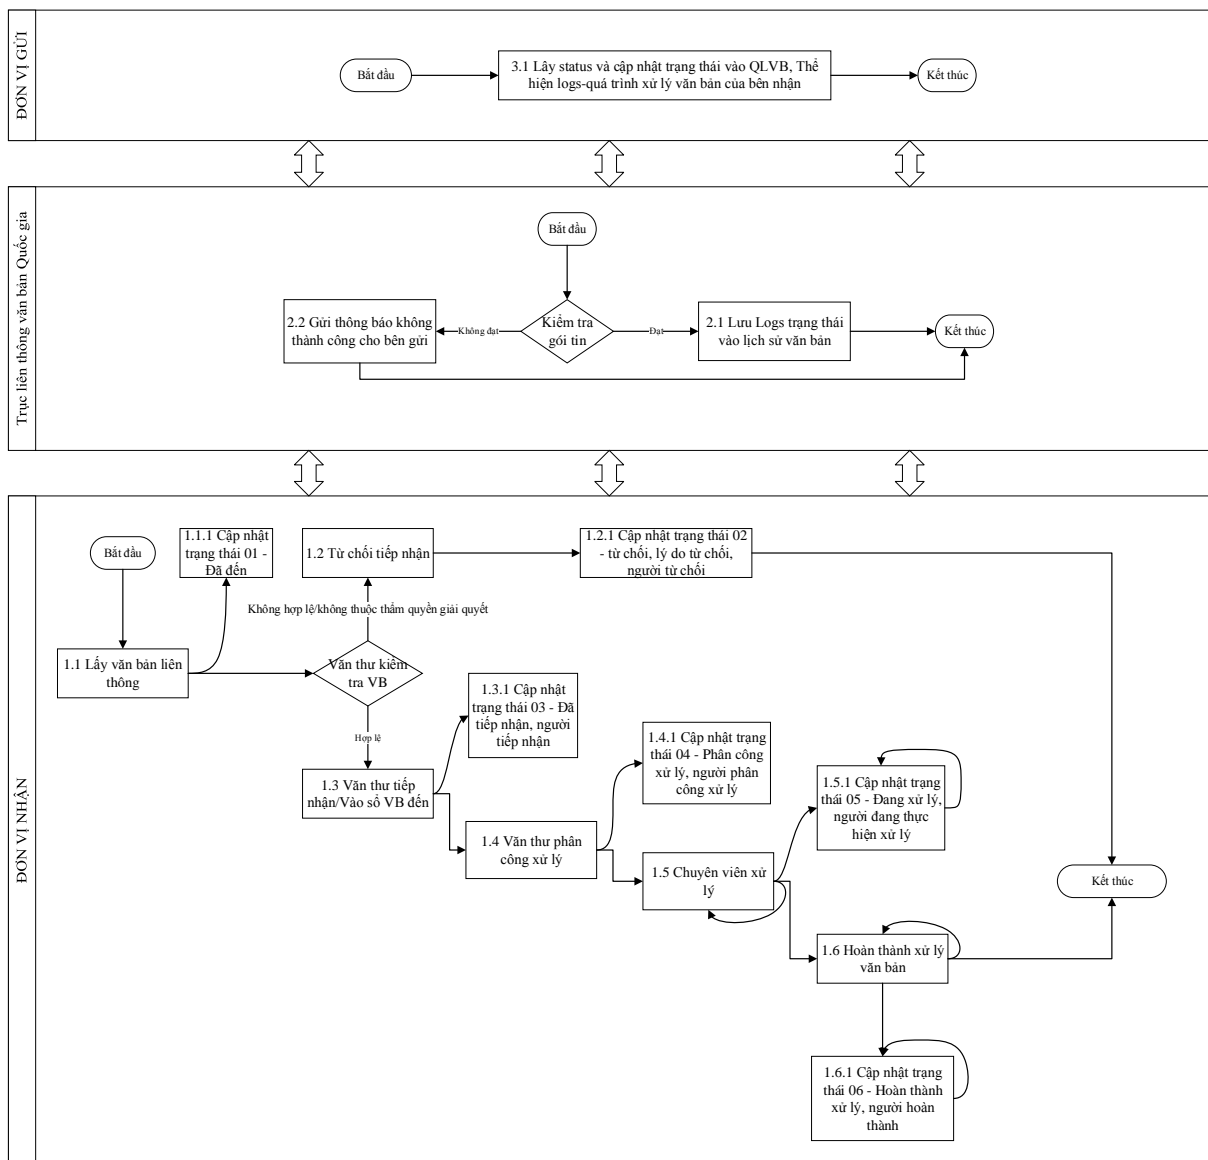 ĐƠN VỊ GỬI
Bắt đầu
3.1 Lây status và cập nhật trạng thái vào QLVB, Thể
hiện logs-quá trình xử lý văn bản của bên nhận
Kết thúc
Trục liên thông văn bản Quốc gia
Bắt đầu
2.2 Gửi thông báo không
thành công cho bên gửi
Không đạt
Kiểm tra
gói tin
Đạt
2.1 Lưu Logs trạng thái
vào lịch sử văn bản
Kết thúc
ĐƠN VỊ NHẬN
Bắt đầu
1.1.1 Cập nhật
trạng thái 01 -
Đã đến
1.2 Từ chối tiếp nhận
1.2.1 Cập nhật trạng thái 02
- từ chối, lý do từ chối,
người từ chối
Không hợp lệ/không thuộc thẩm quyền giải quyết
1.1 Lấy văn bản liên
thông
Văn thư kiểm
tra VB
Hợp lệ
1.3.1 Cập nhật
trạng thái 03 - Đã
tiếp nhận, người
tiếp nhận
1.3 Văn thư tiếp
nhận/Vào sổ VB đến
1.4.1 Cập nhật trạng
thái 04 - Phân công
xử lý, người phân
công xử lý
1.4 Văn thư phân
công xử lý
1.5.1 Cập nhật trạng
thái 05 - Đang xử lý,
người đang thực
hiện xử lý
1.5 Chuyên viên xử
lý
Kết thúc
1.6 Hoàn thành xử lý
văn bản
1.6.1 Cập nhật trạng
thái 06 - Hoàn thành
xử lý, người hoàn
thành